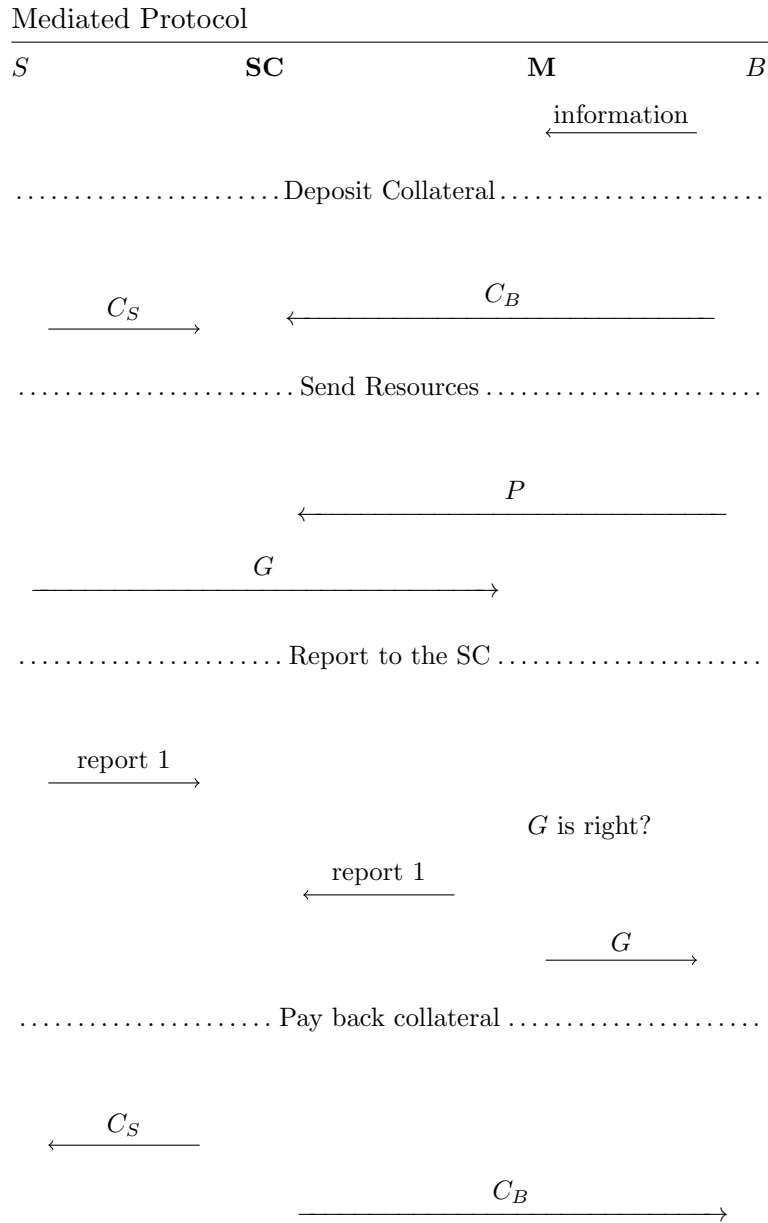 Mediated Protocol
S SC M B
information
Deposit Collateral
C_S C_B
Send Resources
P
G
Report to the SC
report 1
G is right?
report 1
G
Pay back collateral
C_S
C_B